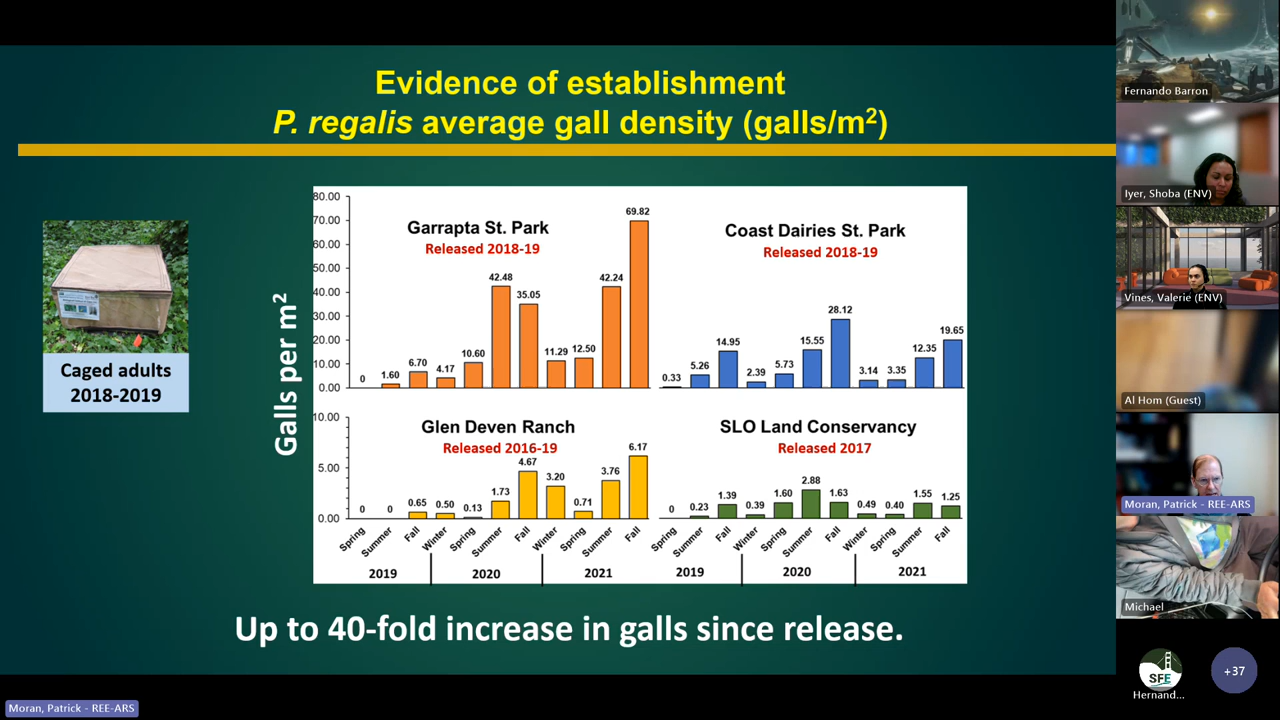 Evidence of establishment
P. regalis average gall density (galls/m²)
Caged adults
2018-2019
Galls per m²
80.00
70.00
60.00
50.00
40.00
30.00
20.00
10.00
0.00
Garrapta St. Park
Released 2018-19
0
1.60
6.70
4.17
10.60
42.48
35.05
11.29
12.50
42.24
69.82
Coast Dairies St. Park
Released 2018-19
0.33
5.26
14.95
2.39
5.73
15.55
28.12
3.14
3.35
12.35
19.65
10.00
5.00
0.00
Glen Deven Ranch
Released 2016-19
0
0
0.65
0.50
0.13
1.73
4.67
3.20
0.71
3.76
6.17
SLO Land Conservancy
Released 2017
0
0.23
1.39
0.39
1.60
2.88
1.63
0.49
0.40
1.55
1.25
Spring
Summer
Fall
Winter
Spring
Summer
Fall
Winter
Spring
Summer
Fall
Spring
Summer
Fall
Winter
Spring
Summer
Fall
Winter
Spring
Summer
Fall
2019
2020
2021
2019
2020
2021
Up to 40-fold increase in galls since release.
Moran, Patrick - REE-ARS
Fernando Barron
Iyer, Shoba (ENV)
Vines, Valerie (ENV)
Al Hom (Guest)
Moran, Patrick - REE-ARS
Michael
SFE
Hernand...
+37